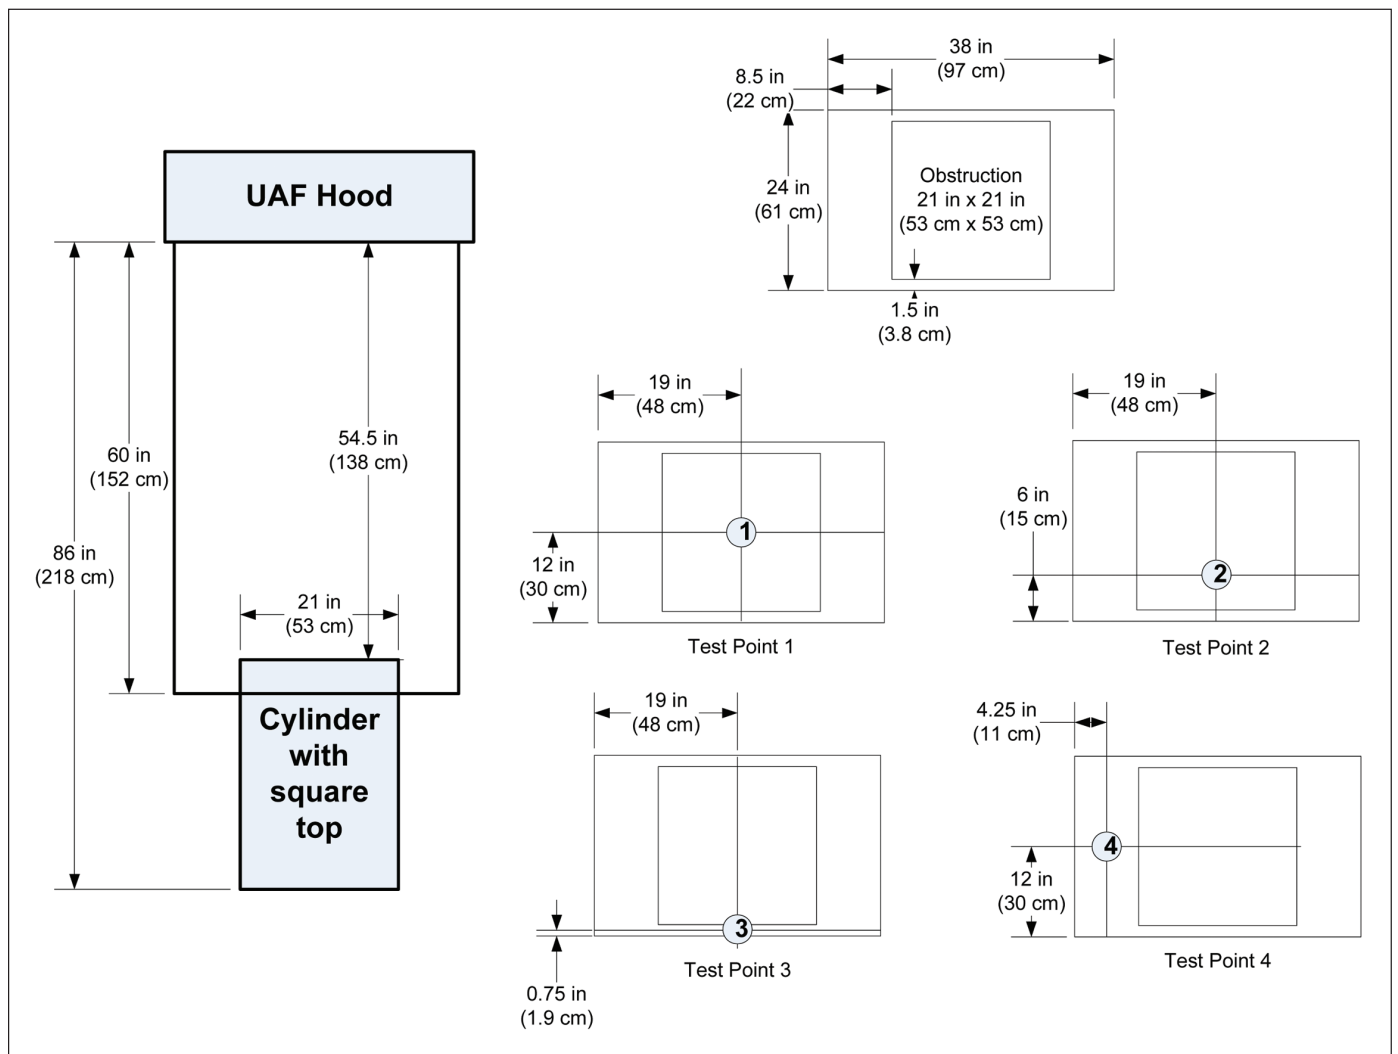 UAF Hood
60 in
(152 cm)
54.5 in
(138 cm)
86 in
(218 cm)
21 in
(53 cm)
Cylinder
with
square
top
38 in
(97 cm)
8.5 in
(22 cm)
24 in
(61 cm)
Obstruction
21 in x 21 in
(53 cm x 53 cm)
1.5 in
(3.8 cm)
19 in
(48 cm)
1
12 in
(30 cm)
Test Point 1
19 in
(48 cm)
6 in
(15 cm)
2
Test Point 2
19 in
(48 cm)
3
Test Point 3
0.75 in
(1.9 cm)
4.25 in
(11 cm)
4
12 in
(30 cm)
Test Point 4